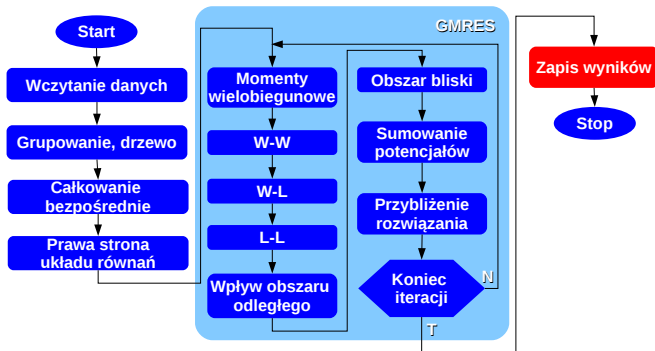 Start
Wczytanie danych
Grupowanie, drzewo
Całkowanie
bezpośrednie
Prawa strona
układu równań
GMRES
Momenty
wielobiegunowe
W-W
W-L
L-L
Wpływ obszaru
odległego
Obszar bliski
Sumowanie
potencjałów
Przybliżenie
rozwiązania
Koniec
iteracji
N
T
Zapis wyników
Stop